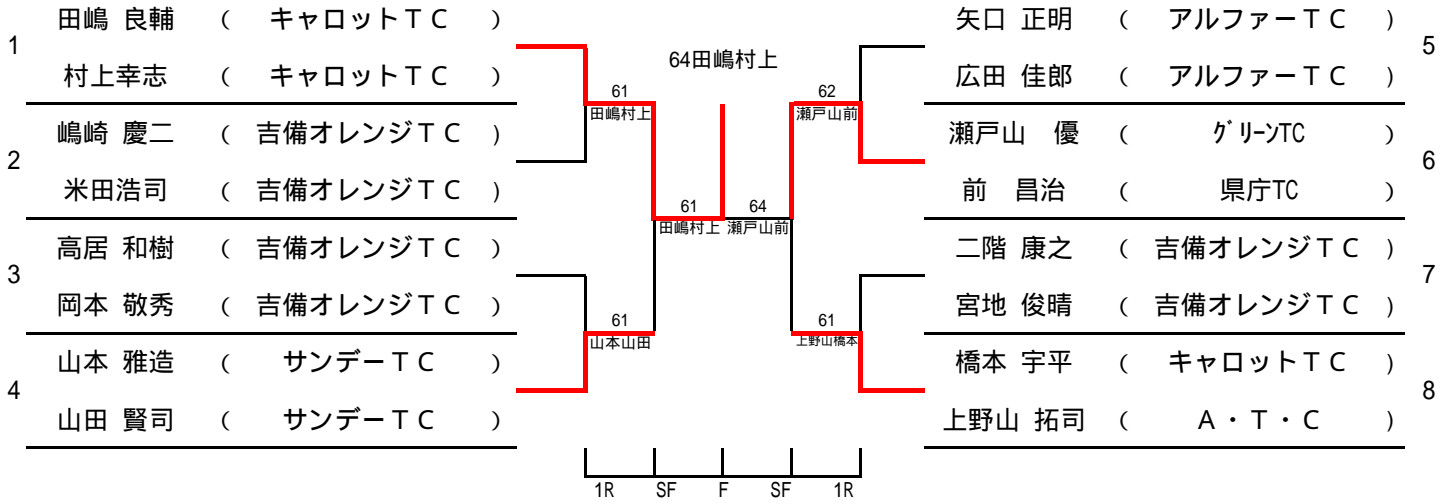 1
田嶋 良輔 ( キャロットＴＣ )
村上幸志 ( キャロットＴＣ )
2
嶋崎 慶二 ( 吉備オレンジＴＣ )
米田浩司 ( 吉備オレンジＴＣ )
3
高居 和樹 ( 吉備オレンジＴＣ )
岡本 敬秀 ( 吉備オレンジＴＣ )
4
山本 雅造 ( サンデーＴＣ )
山田 賢司 ( サンデーＴＣ )
61
田嶋村上
61
山本山田
61
田嶋村上
64田嶋村上
64
瀬戸山前
62
瀬戸山前
61
上野山橋本
矢口 正明 ( アルファーＴＣ )
広田 佳郎 ( アルファーＴＣ )
5
瀬戸山　優 ( ｸﾞﾘｰﾝTC )
前　昌治 ( 県庁TC )
6
二階 康之 ( 吉備オレンジＴＣ )
宮地 俊晴 ( 吉備オレンジＴＣ )
7
橋本 宇平 ( キャロットＴＣ )
上野山 拓司 ( Ａ・Ｔ・Ｃ )
8
1R SF F SF 1R